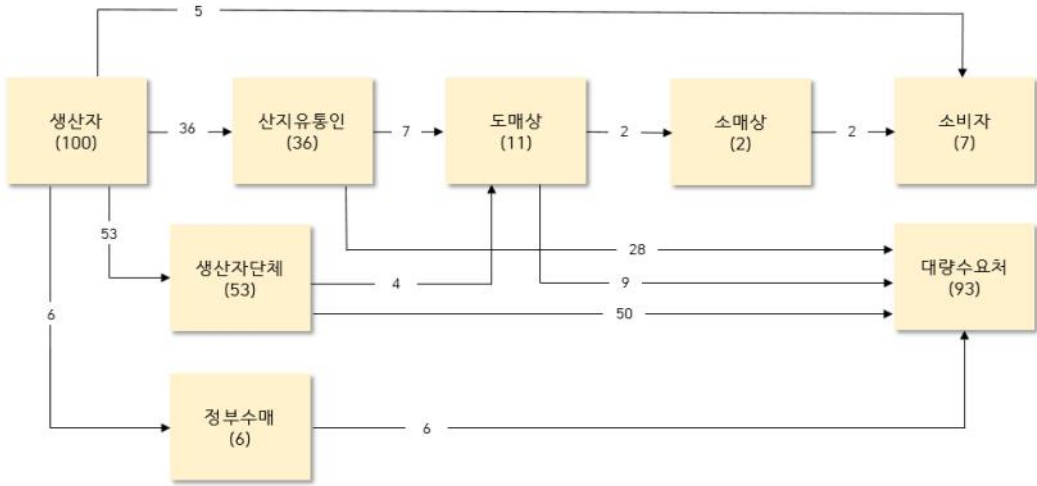 5
생산자
(100)
36
산지유통인
(36)
7
도매상
(11)
2
소매상
(2)
2
소비자
(7)
53
생산자단체
(53)
4
28
9
50
대량수요처
(93)
6
정부수매
(6)
6